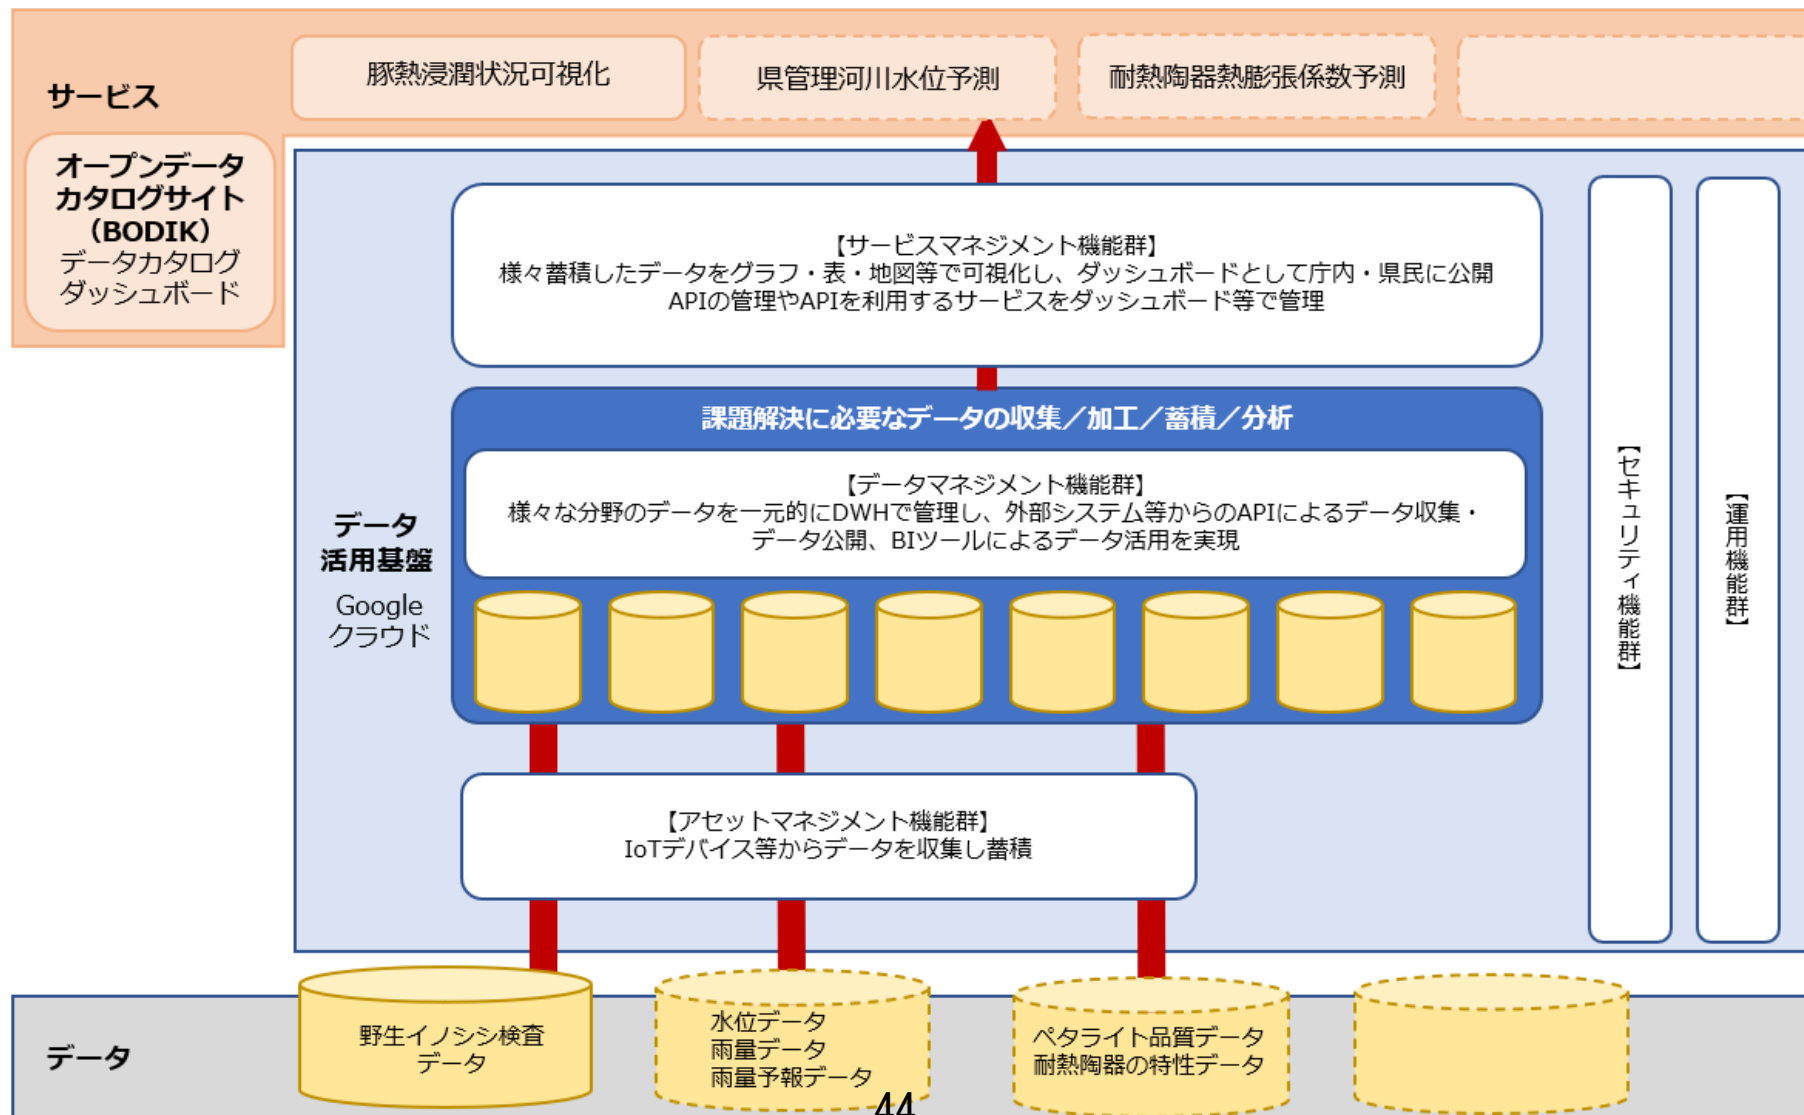 サービス
豚熱浸潤状況可視化
県管理河川水位予測
耐熱陶器熱膨張係数予測
オープンデータ
カタログサイト
（BODIK）
データカタログ
ダッシュボード
【サービスマネジメント機能群】
様々蓄積したデータをグラフ・表・地図等で可視化し、ダッシュボードとして庁内・県民に公開
APIの管理やAPIを利用するサービスをダッシュボード等で管理
課題解決に必要なデータの収集／加工／蓄積／分析
【データマネジメント機能群】
様々な分野のデータを一元的にDWHで管理し、外部システム等からのAPIによるデータ収集・
データ公開、BIツールによるデータ活用を実現
データ
活用基盤
Google
クラウド
【アセットマネジメント機能群】
IoTデバイス等からデータを収集し蓄積
【セキュリティ機能群】
【運用機能群】
データ
野生イノシシ検査
データ
水位データ
雨量データ
雨量予報データ
ペタライト品質データ
耐熱陶器の特性データ
44